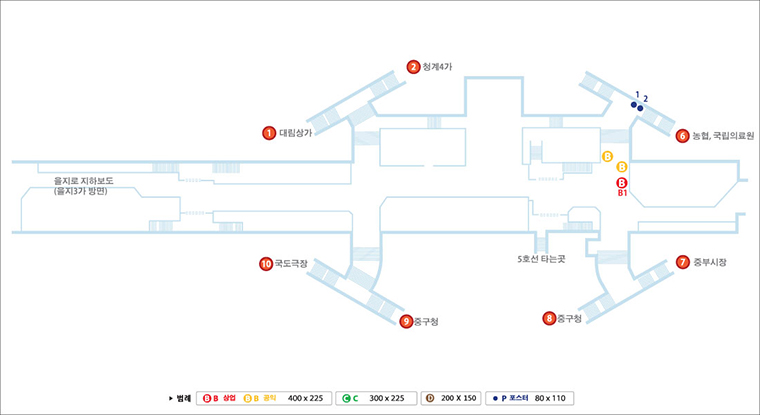 2 청계4가
1 대림상가
1
2
6 농협, 국립의료원
B
B
B
B1
을지로 지하보도
(을지3가 방면)
10 국도극장
5호선 타는곳
7 중부시장
9 중구청
8 중구청
▶ 범례 B B 상업 B B 공익 400 x 225 C C 300 x 225 D 200 X 150 P 포스터 80 x 110